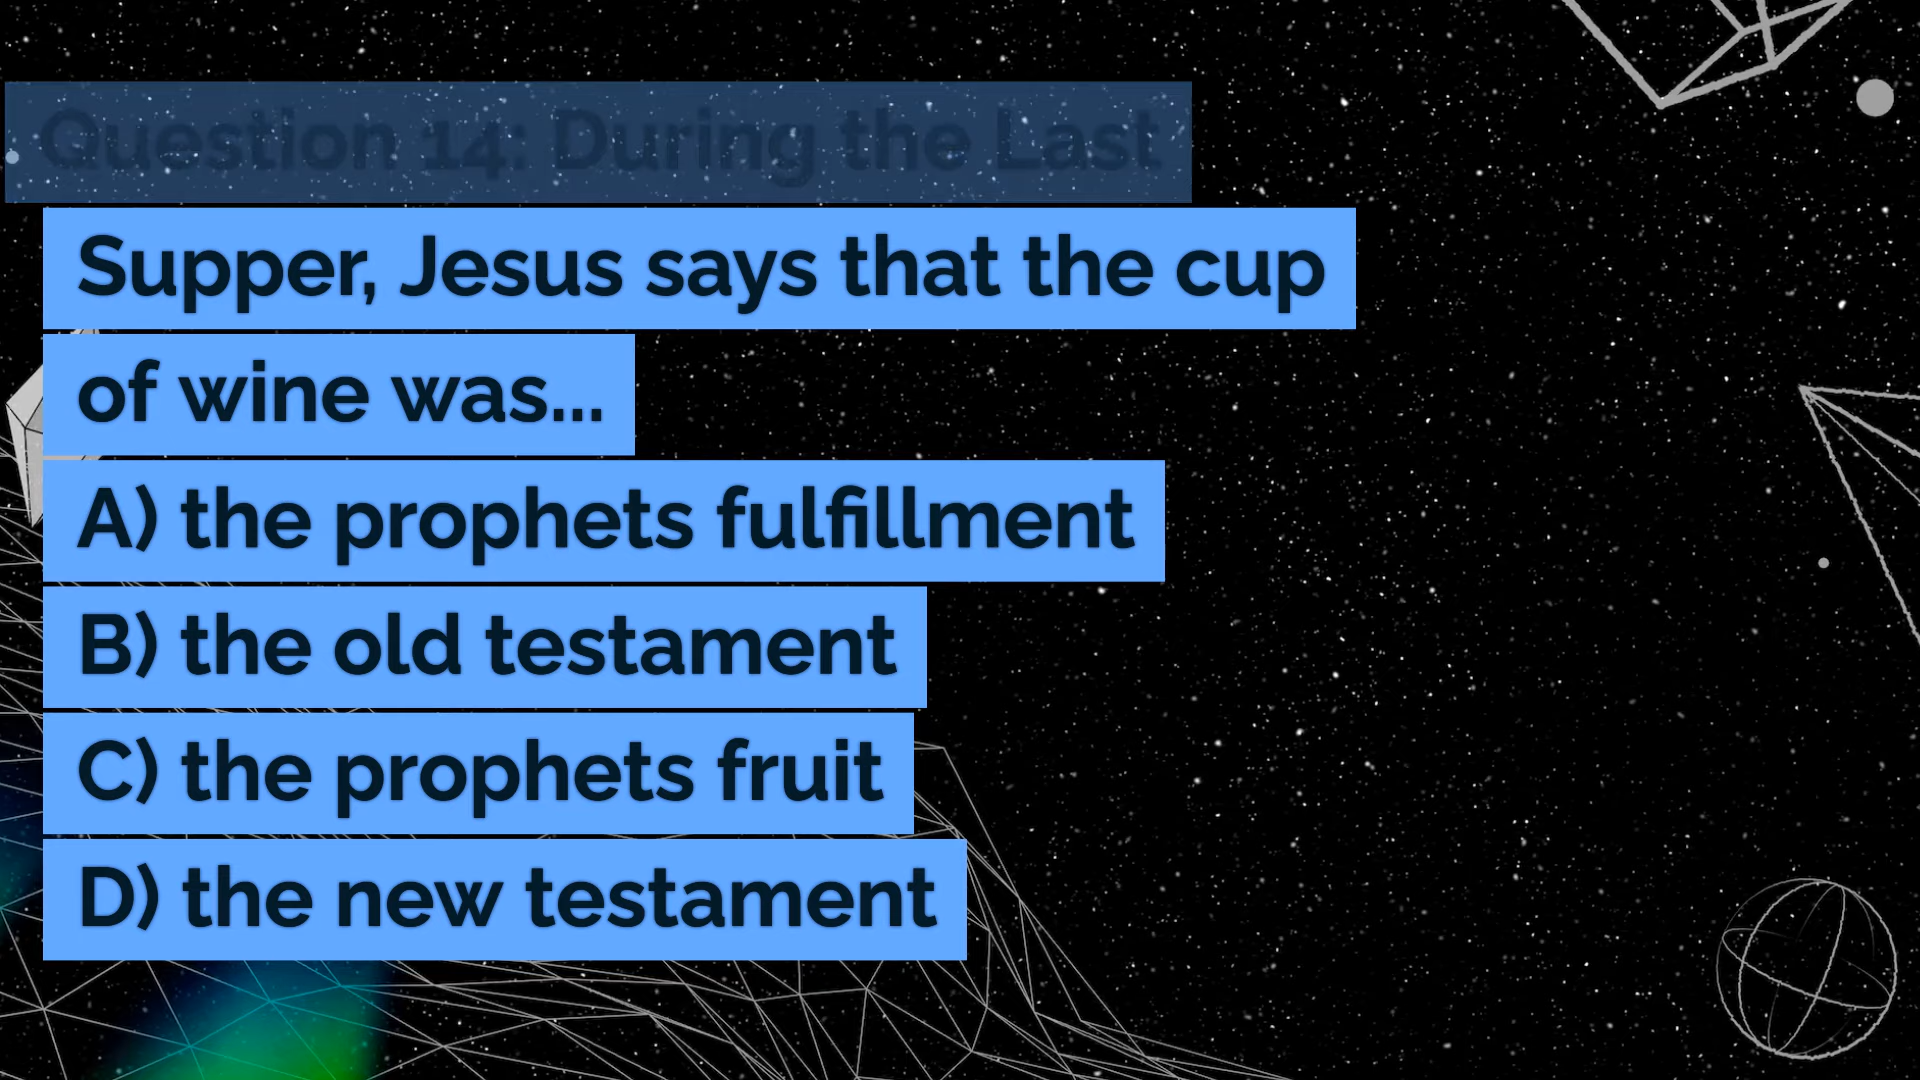 Question 14: During the Last
Supper, Jesus says that the cup
of wine was...
A) the prophets fulfillment
B) the old testament
C) the prophets fruit
D) the new testament